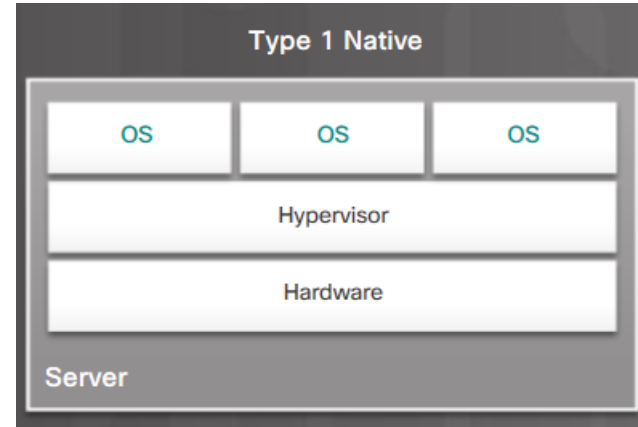 Type 1 Native
OS OS OS
Hypervisor
Hardware
Server